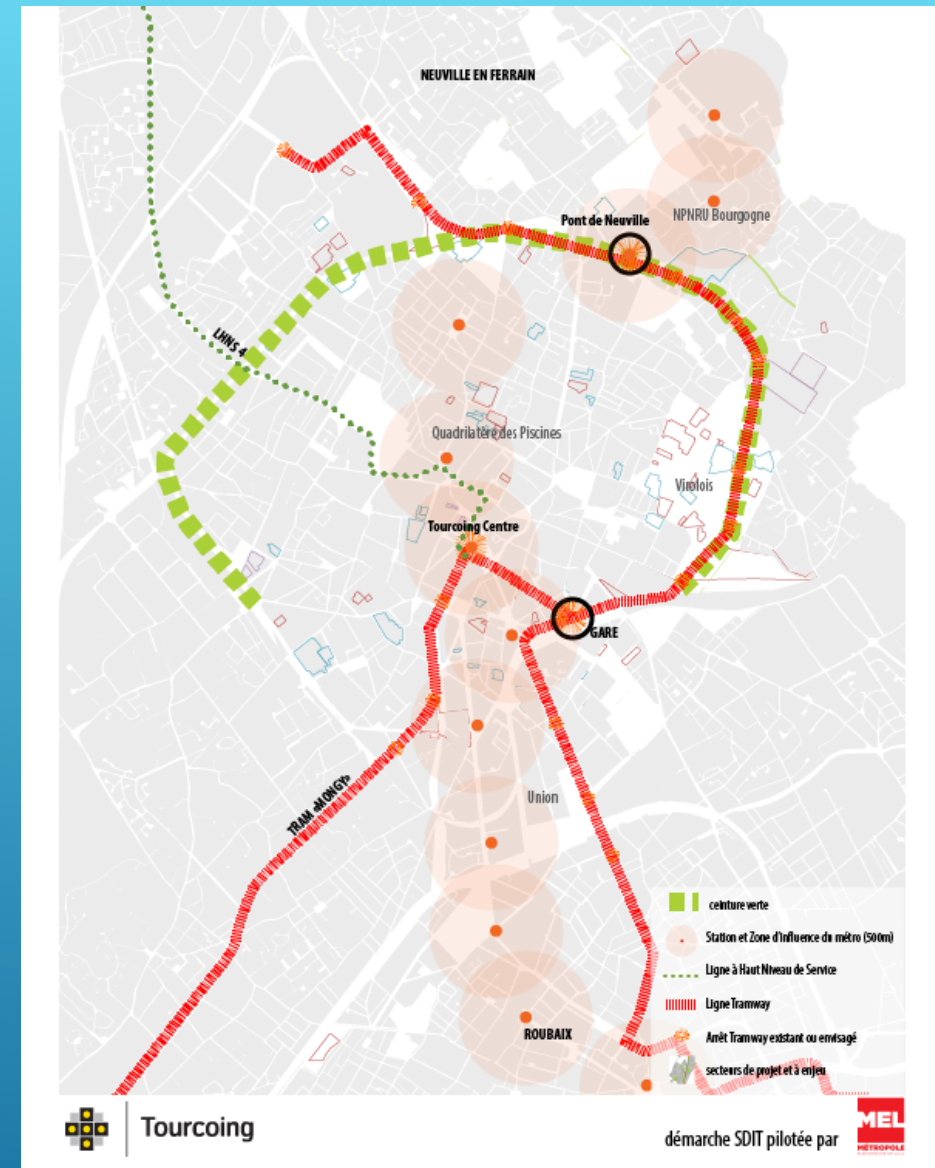 NEUVILLE EN FERRAIN
Pont de Neuville
NPNRU Bourgogne
LHNS 4
Quadrilatère des Piscines
Virolois
Tourcoing Centre
GARE
Union
TRAM «MONGY»
ROUBAIX
ceinture verte
Station et Zone d'Influence du métro (500m)
Ligne à Haut Niveau de Service
Ligne Tramway
Arrêt Tramway existant ou envisagé
secteurs de projet et à enjeu
Tourcoing
démarche SDIT pilotée par
MEL
MÉTROPOLE